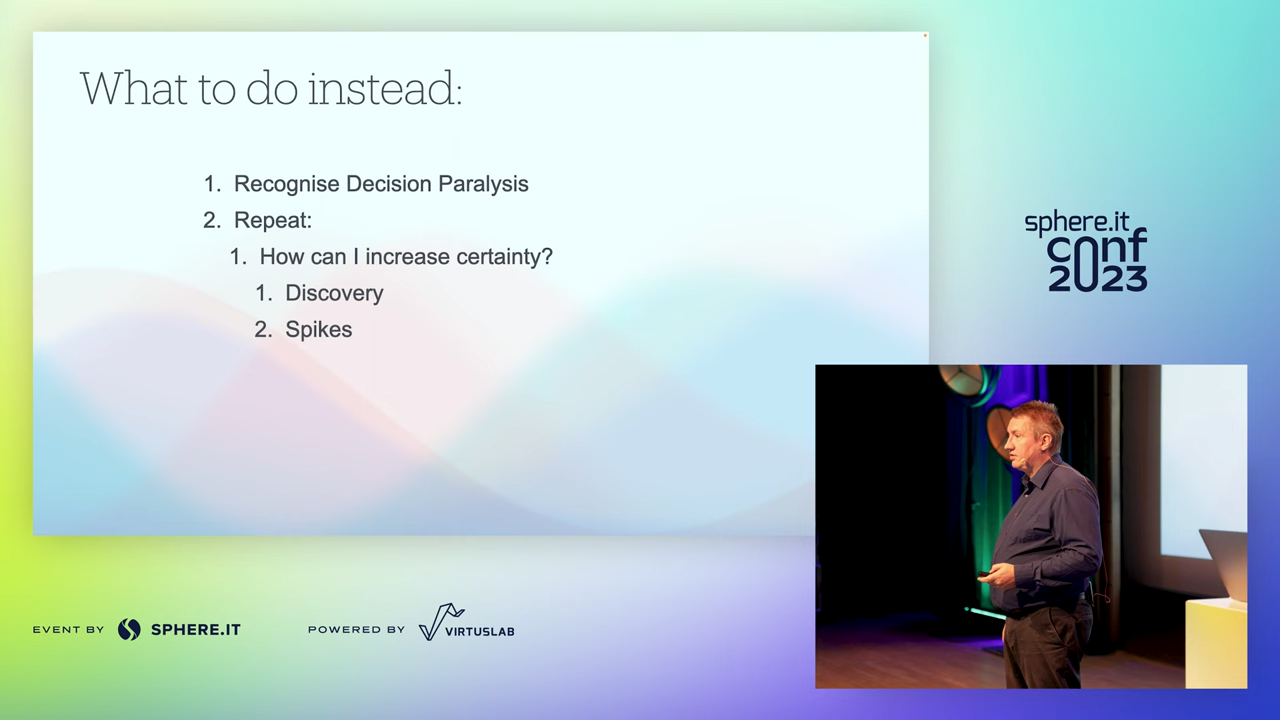 What to do instead:
1. Recognise Decision Paralysis
2. Repeat:
1. How can I increase certainty?
1. Discovery
2. Spikes
sphere.it
conf
2023
EVENT BY SPHERE.IT
POWERED BY VIRTUSLAB